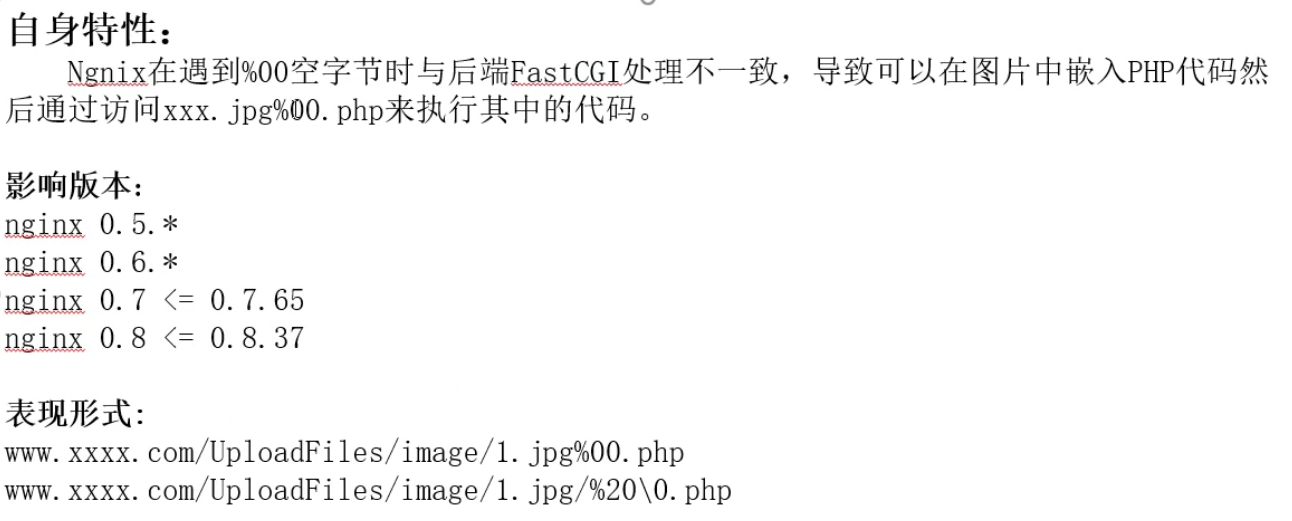 自身特性：
Ngnix在遇到%00空字节时与后端FastCGI处理不一致，导致可以在图片中嵌入PHP代码然
后通过访问xxx.jpg%00.php来执行其中的代码。
影响版本：
nginx 0.5.*
nginx 0.6.*
nginx 0.7 <= 0.7.65
nginx 0.8 <= 0.8.37
表现形式：
www.xxxx.com/UploadFiles/image/1.jpg%00.php
www.xxxx.com/UploadFiles/image/1.jpg/%20\0.php